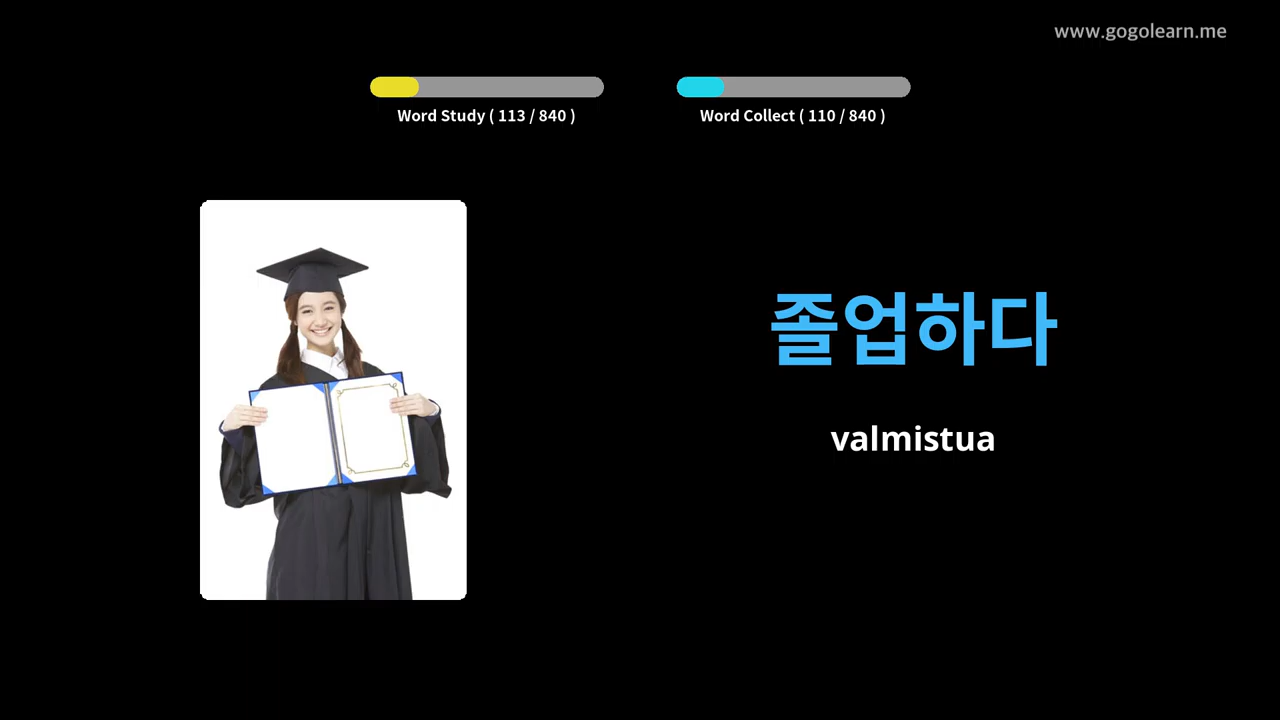 www.gogolearn.me
Word Study ( 113 / 840 )
Word Collect ( 110 / 840 )
졸업하다
valmistua